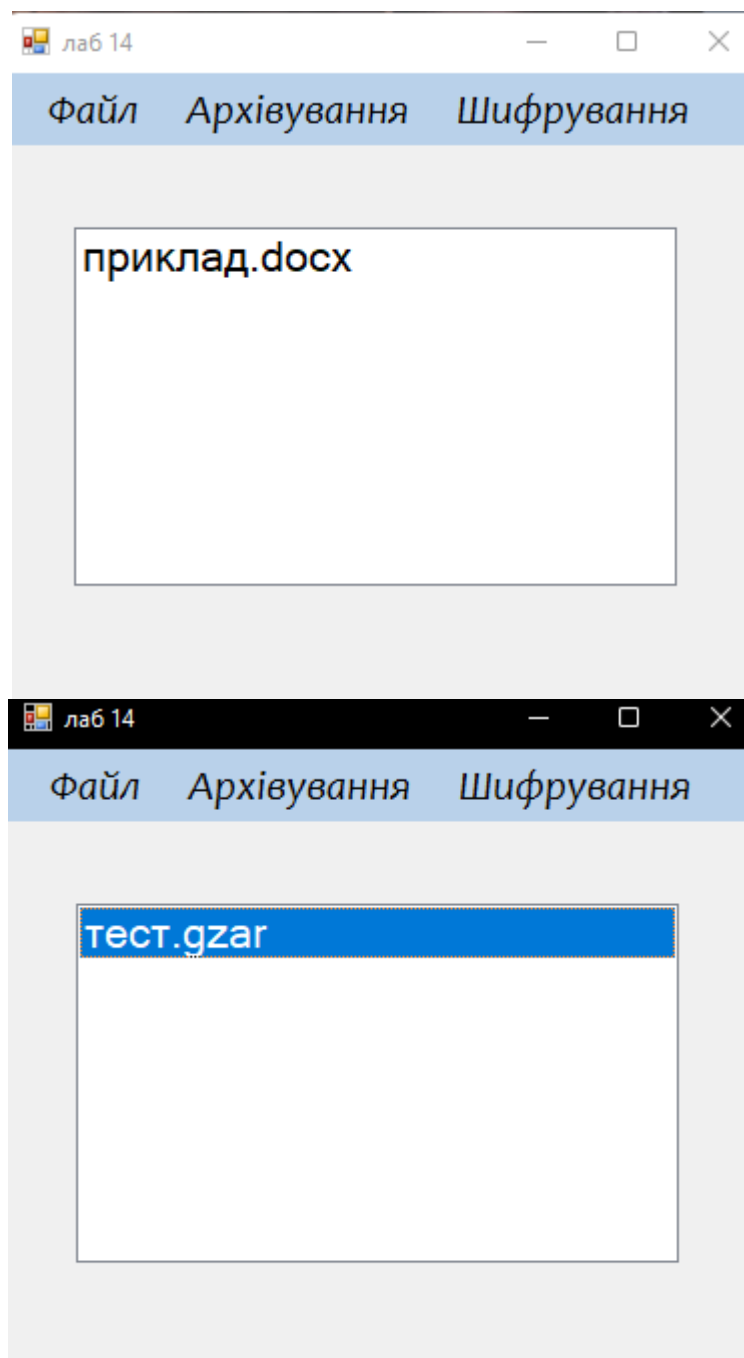 лаб 14
Файл Архівування Шифрування
приклад.docx
лаб 14
Файл Архівування Шифрування
тест.gzar